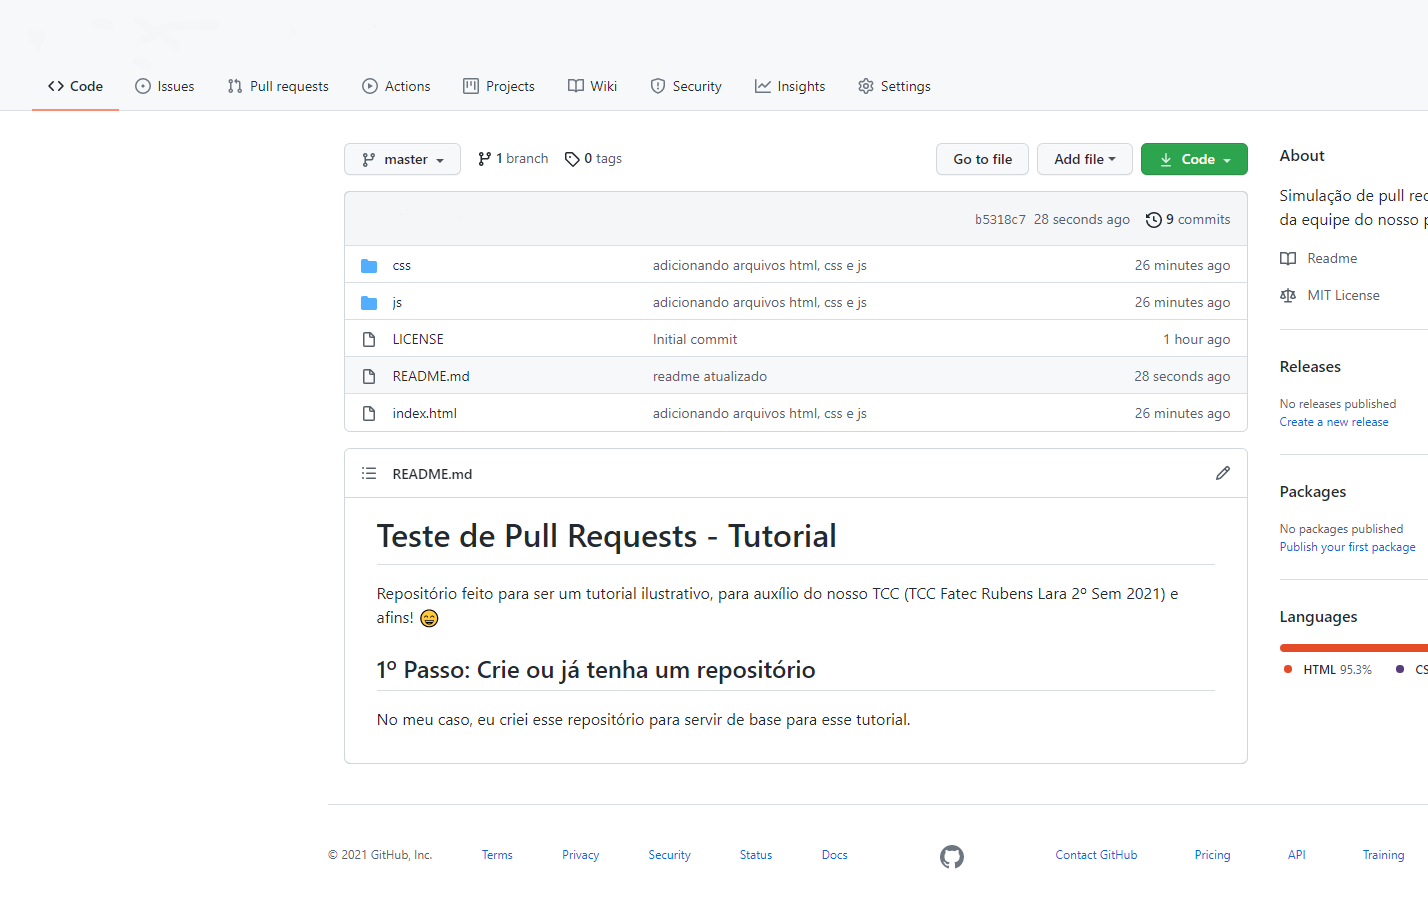 Code Issues Pull requests Actions Projects Wiki Security Insights Settings
master 1 branch 0 tags Go to file Add file Code
b5318c7 28 seconds ago 9 commits
css adicionando arquivos html, css e js 26 minutes ago
js adicionando arquivos html, css e js 26 minutes ago
LICENSE Initial commit 1 hour ago
README.md readme atualizado 28 seconds ago
index.html adicionando arquivos html, css e js 26 minutes ago
README.md
Teste de Pull Requests - Tutorial
Repositório feito para ser um tutorial ilustrativo, para auxílio do nosso TCC (TCC Fatec Rubens Lara 2º Sem 2021) e
afins! 😄
1º Passo: Crie ou já tenha um repositório
No meu caso, eu criei esse repositório para servir de base para esse tutorial.
About
Simulação de pull
da equipe do nosso
Readme
MIT License
Releases
No releases published
Create a new release
Packages
No packages published
Publish your first package
Languages
HTML 95.3%
© 2021 GitHub, Inc. Terms Privacy Security Status Docs Contact GitHub Pricing API Training